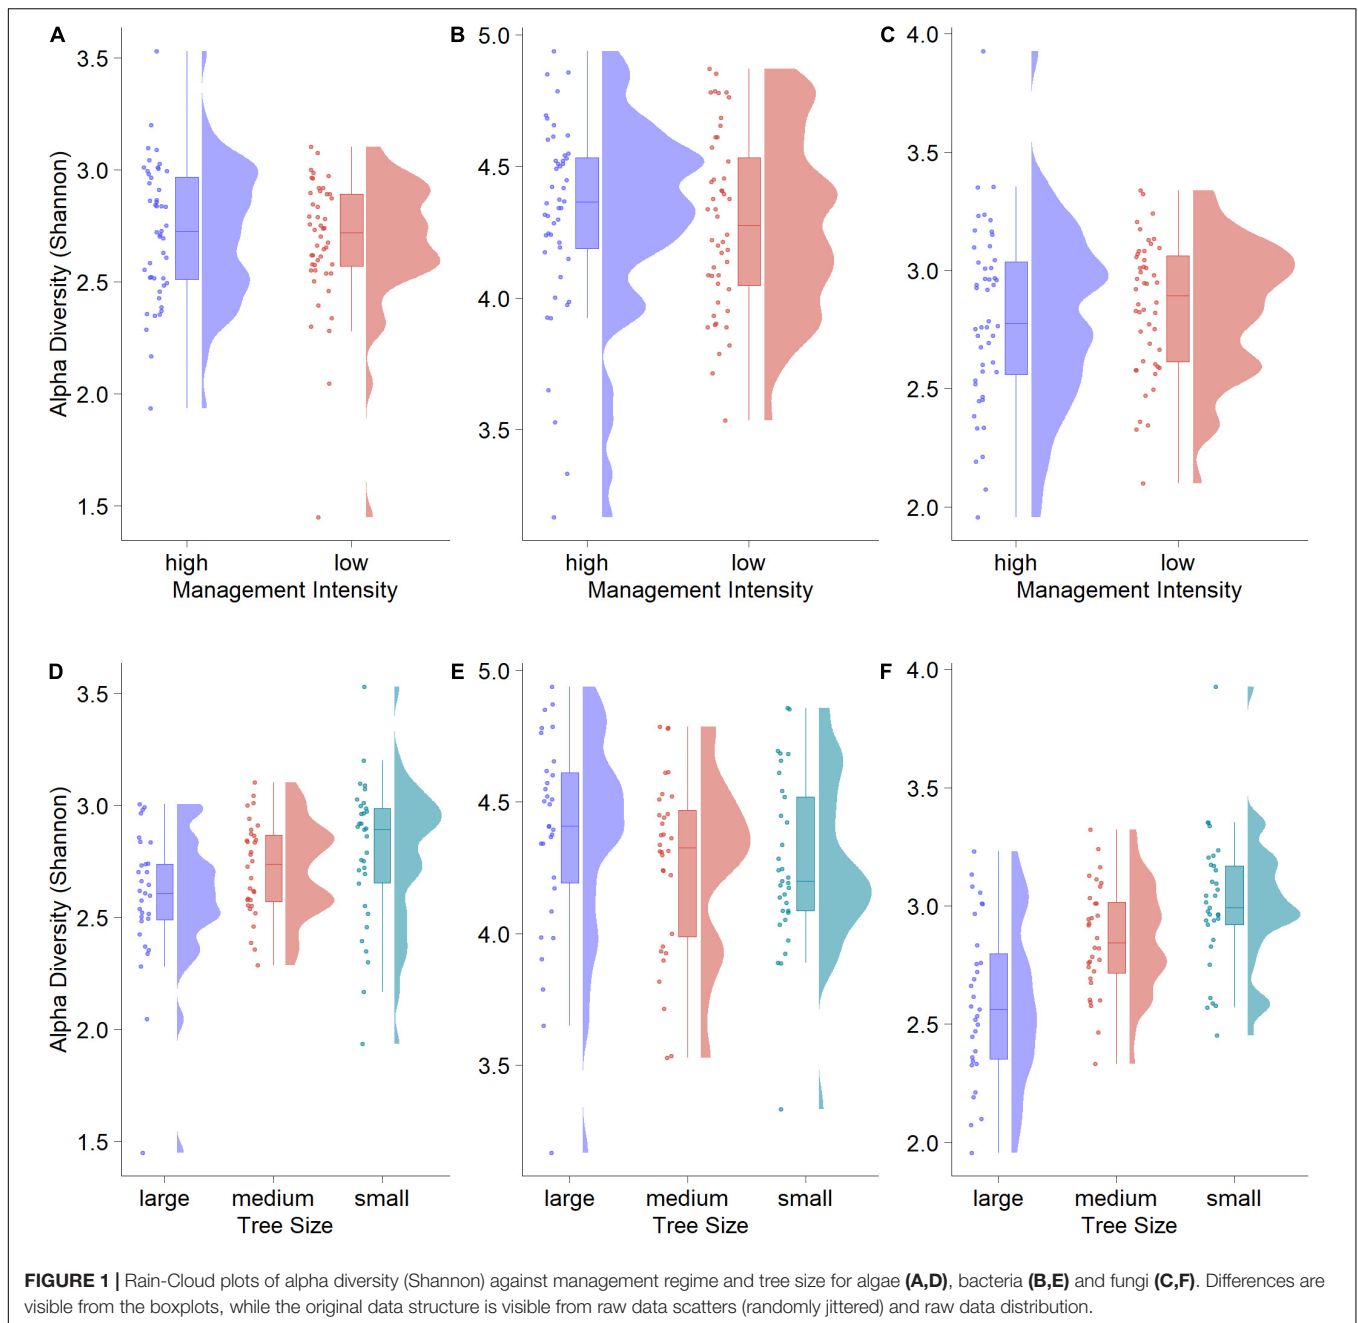 A
B
C
Alpha Diversity (Shannon)
3.5
3.0
2.5
2.0
1.5
5.0
4.5
4.0
3.5
4.0
3.5
3.0
2.5
2.0
high low
high low
high low
Management Intensity
Management Intensity
Management Intensity
D
E
F
Alpha Diversity (Shannon)
3.5
3.0
2.5
2.0
1.5
5.0
4.5
4.0
3.5
4.0
3.5
3.0
2.5
2.0
large medium small
large medium small
large medium small
Tree Size
Tree Size
Tree Size
FIGURE 1 | Rain-Cloud plots of alpha diversity (Shannon) against management regime and tree size for algae (A,D), bacteria (B,E) and fungi (C,F). Differences are
visible from the boxplots, while the original data structure is visible from raw data scatters (randomly jittered) and raw data distribution.